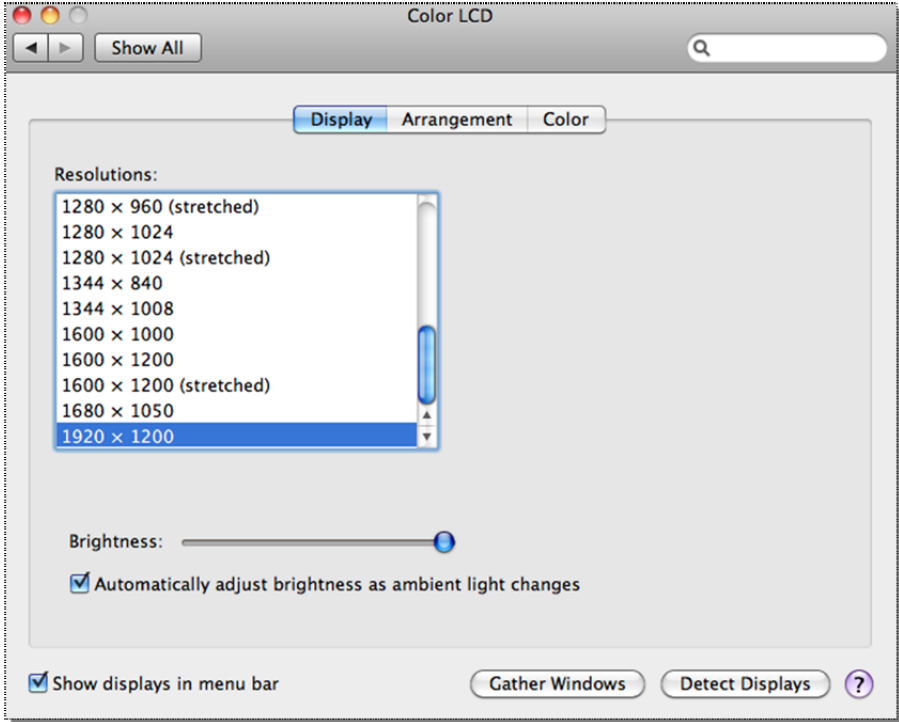 Color LCD
Show All
Display Arrangement Color
Resolutions:
1280 × 960 (stretched)
1280 × 1024
1280 × 1024 (stretched)
1344 × 840
1344 × 1008
1600 × 1000
1600 × 1200
1600 × 1200 (stretched)
1680 × 1050
1920 × 1200
Brightness:
Automatically adjust brightness as ambient light changes
Show displays in menu bar Gather Windows Detect Displays ?